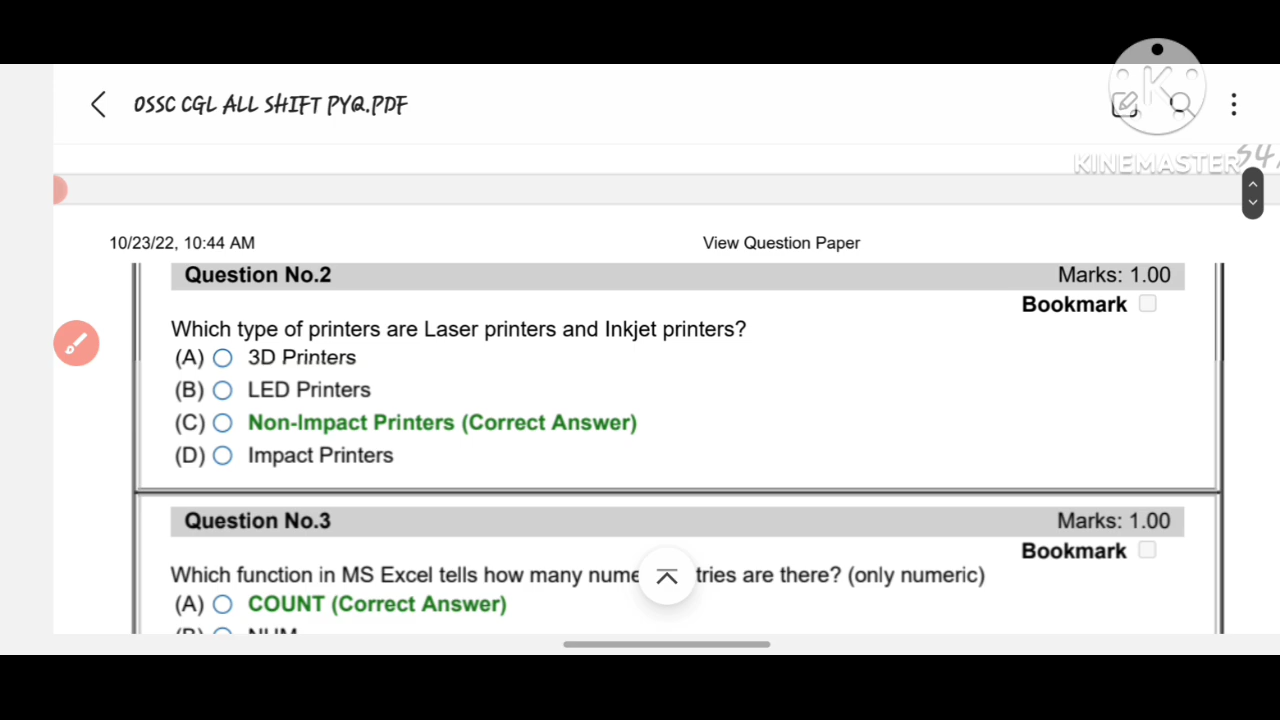 OSSC CGL ALL SHIFT PYQ.PDF
KINEMASTER
10/23/22, 10:44 AM View Question Paper
Question No.2 Marks: 1.00
Bookmark
Which type of printers are Laser printers and Inkjet printers?
(A) 3D Printers
(B) LED Printers
(C) Non-Impact Printers (Correct Answer)
(D) Impact Printers
Question No.3 Marks: 1.00
Bookmark
Which function in MS Excel tells how many are there? (only numeric)
(A) COUNT (Correct Answer)
(B) NUM